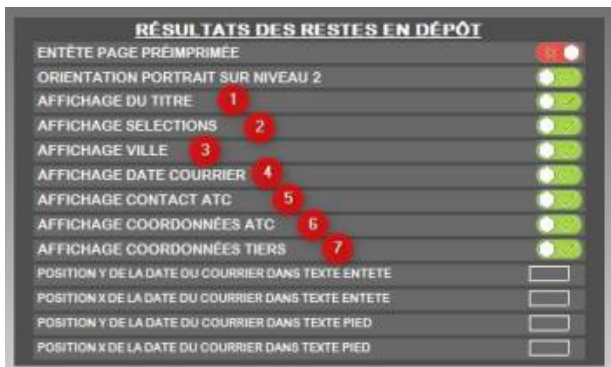 RÉSULTATS DES RESTES EN DÉPÔT
ENTÊTE PAGE PRÉIMPRIMÉE
ORIENTATION PORTRAIT SUR NIVEAU 2
AFFICHAGE DU TITRE 1
AFFICHAGE SELECTIONS 2
AFFICHAGE VILLE 3
AFFICHAGE DATE COURRIER 4
AFFICHAGE CONTACT ATC 5
AFFICHAGE COORDONNÉES ATC 6
AFFICHAGE COORDONNÉES TIERS 7
POSITION Y DE LA DATE DU COURRIER DANS TEXTE ENTETE
POSITION X DE LA DATE DU COURRIER DANS TEXTE ENTETE
POSITION Y DE LA DATE DU COURRIER DANS TEXTE PIED
POSITION X DE LA DATE DU COURRIER DANS TEXTE PIED